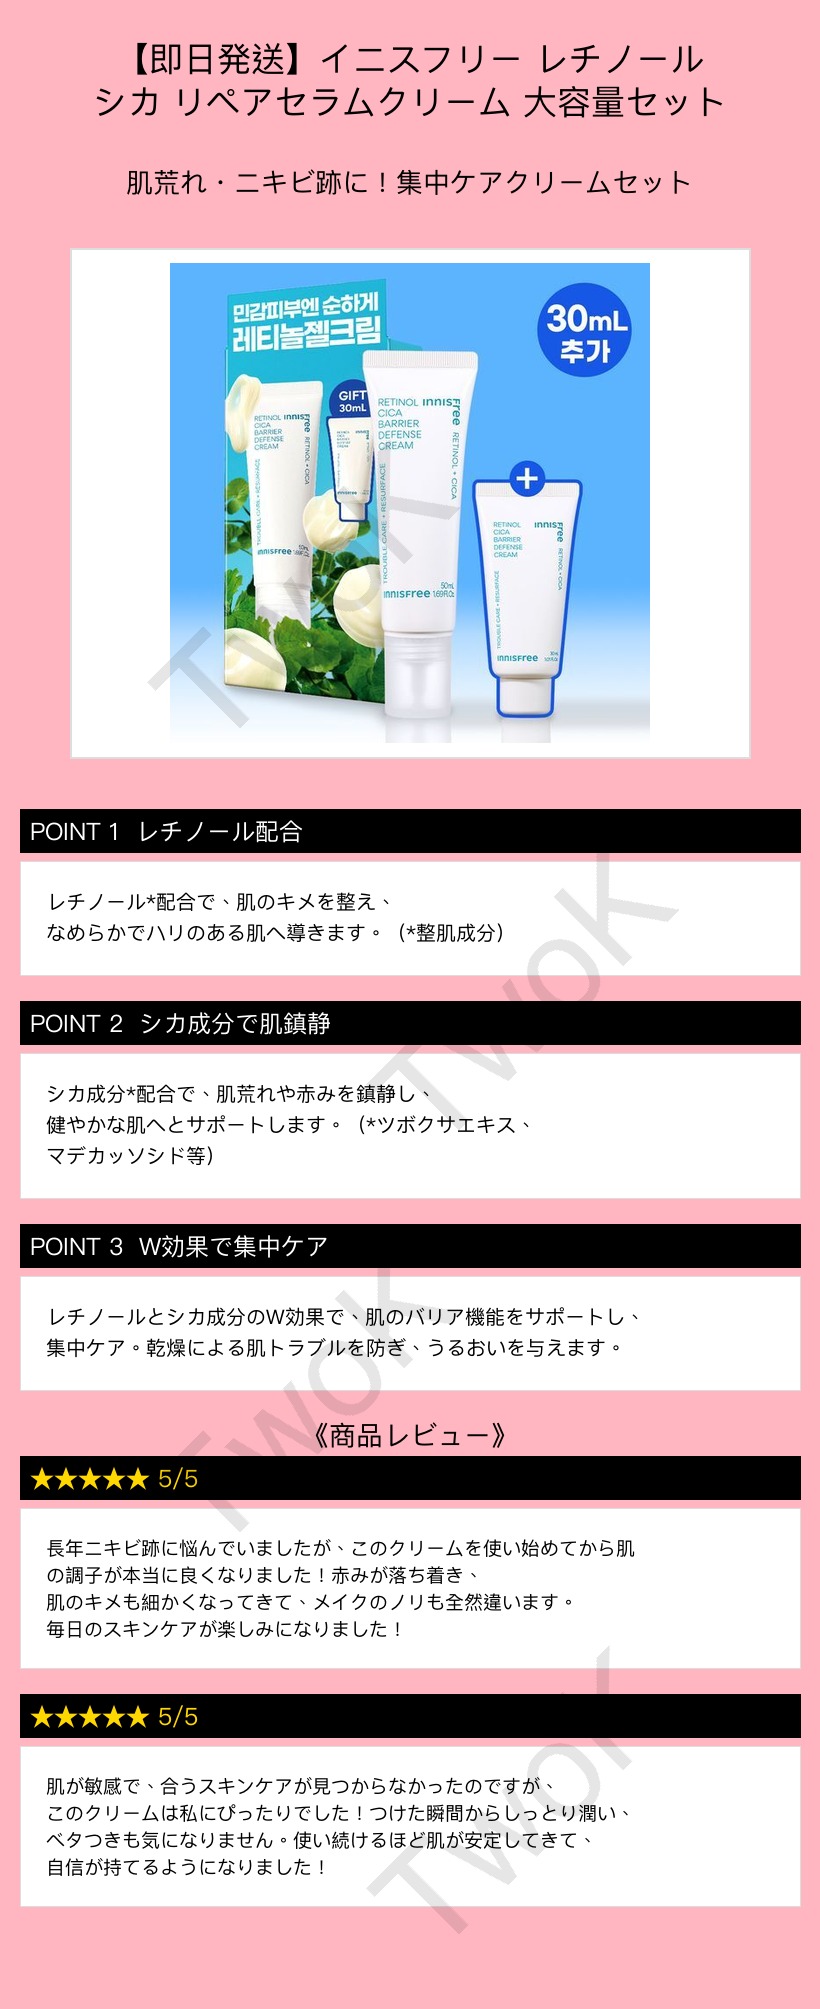 【即日発送】イニスフリー レチノール
シカ リペアセラムクリーム 大容量セット
肌荒れ・ニキビ跡に！集中ケアクリームセット
민감피부엔 순하게
레티놀젤크림
30mL
추가
GIFT
30mL
RETINOL
CICA
BARRIER
DEFENSE
CREAM
innisfree
RETINOL + CICA
TROUBLE CARE + RESURFACE
innisfree
RETINOL
CICA
BARRIER
DEFENSE
CREAM
innisfree
RETINOL + CICA
TROUBLE CARE + RESURFACE
50mL
innisfree 1.69Fl.Oz
+
RETINOL
CICA
BARRIER
DEFENSE
CREAM
innisfree
RETINOL + CICA
TROUBLE CARE + RESURFACE
innisfree
POINT 1 レチノール配合
レチノール*配合で、肌のキメを整え、
なめらかでハリのある肌へ導きます。（*整肌成分）
POINT 2 シカ成分で肌鎮静
シカ成分*配合で、肌荒れや赤みを鎮静し、
健やかな肌へとサポートします。（*ツボクサエキス、
マデカッソシド等）
POINT 3 W効果で集中ケア
レチノールとシカ成分のW効果で、肌のバリア機能をサポートし、
集中ケア。乾燥による肌トラブルを防ぎ、うるおいを与えます。
《商品レビュー》
★★★★★ 5/5
長年ニキビ跡に悩んでいましたが、このクリームを使い始めてから肌
の調子が本当に良くなりました！赤みが落ち着き、
肌のキメも細かくなってきて、メイクのノリも全然違います。
毎日のスキンケアが楽しみになりました！
★★★★★ 5/5
肌が敏感で、合うスキンケアが見つからなかったのですが、
このクリームは私にぴったりでした！つけた瞬間からしっとり潤い、
ベタつきも気になりません。使い続けるほど肌が安定してきて、
自信が持てるようになりました！
TwoK
TwoK
TwoK
TwoK